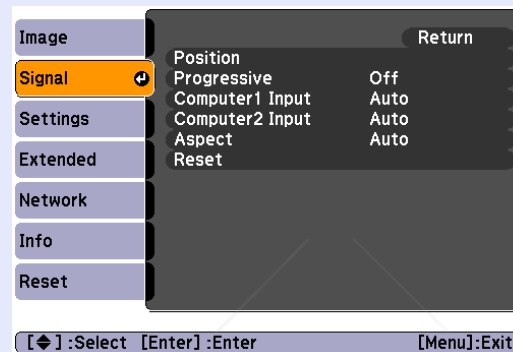 Image
Signal
Settings
Extended
Network
Info
Reset
Return
Position
Progressive Off
Computer1 Input Auto
Computer2 Input Auto
Aspect Auto
Reset
[◆] :Select [Enter] :Enter [Menu]:Exit